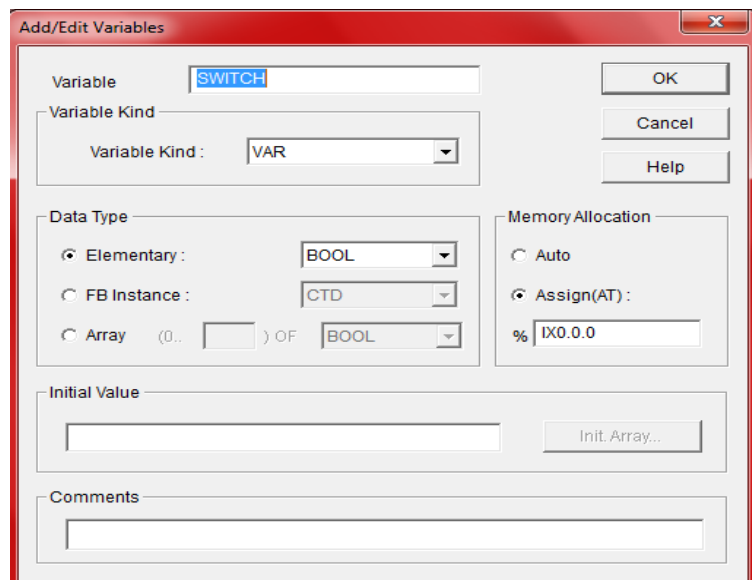 Add/Edit Variables
Variable SWITCH OK
Variable Kind Cancel
Variable Kind : VAR Help
Data Type Memory Allocation
Elementary : BOOL Auto
FB Instance : CTD Assign(AT) :
Array (0.. ) OF BOOL % IX0.0.0
Initial Value
Init. Array...
Comments